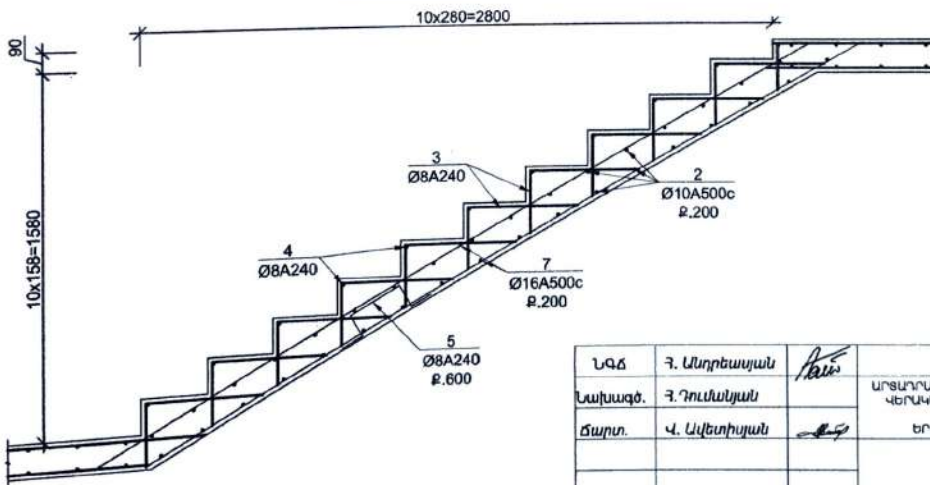 10x280=2800
90
10x158=1580
3
Ø8A240
2
Ø10A500c
Ք.200
4
Ø8A240
7
Ø16A500c
Ք.200
5
Ø8A240
Ք.600
ՆԳՃ Հ. Անդրեասյան
Նախագծ. Հ.Դումանյան
Ճարտ. Վ. Ավետիսյան